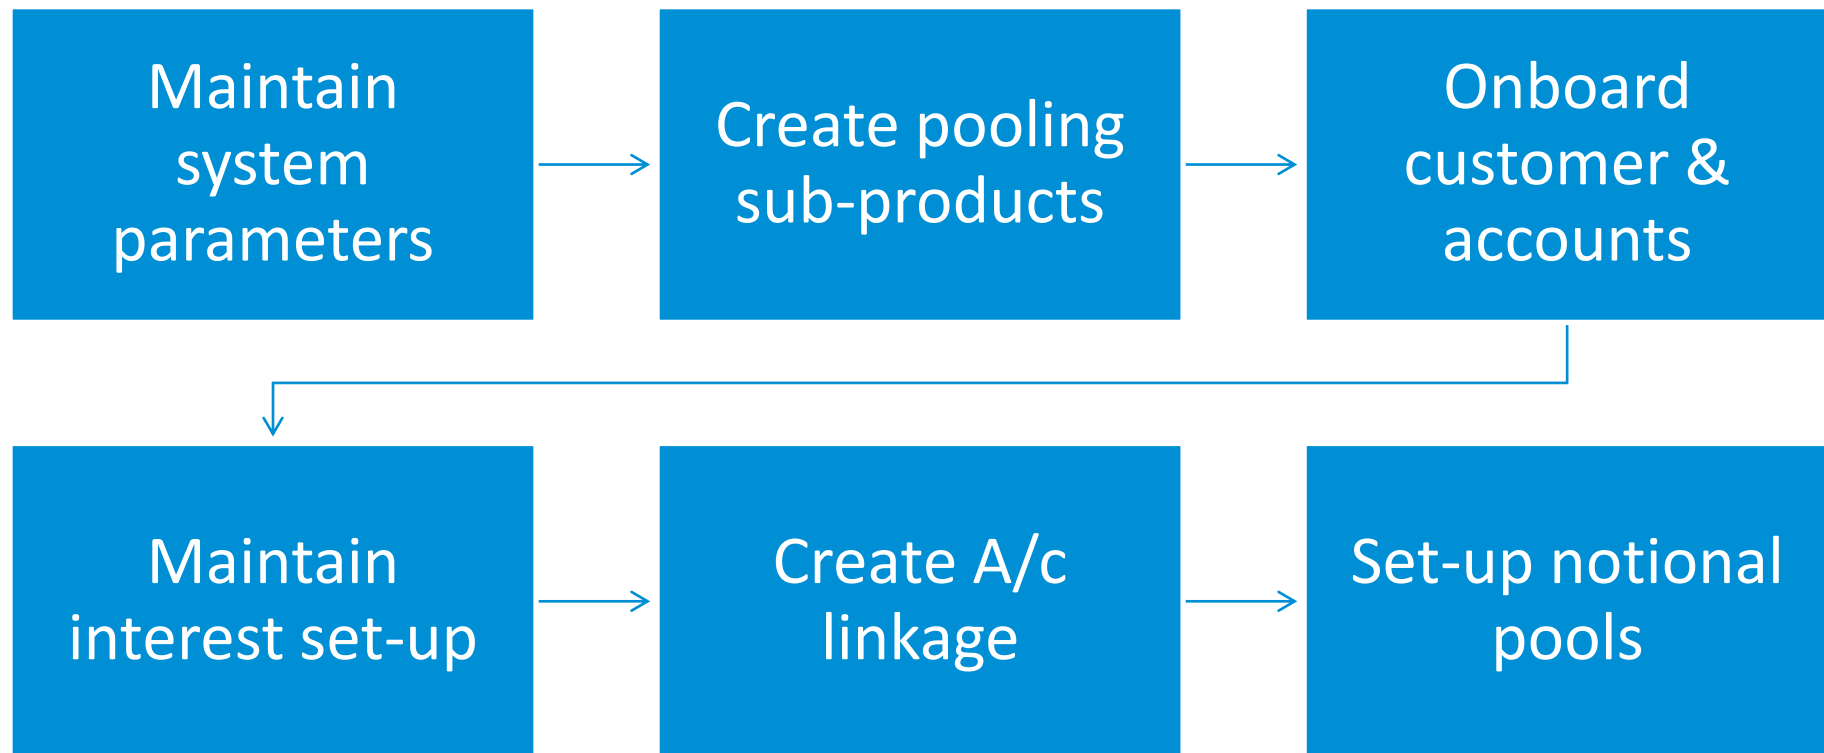 Maintain
system
parameters
Create pooling
sub-products
Onboard
customer &
accounts
Maintain
interest set-up
Create A/c
linkage
Set-up notional
pools